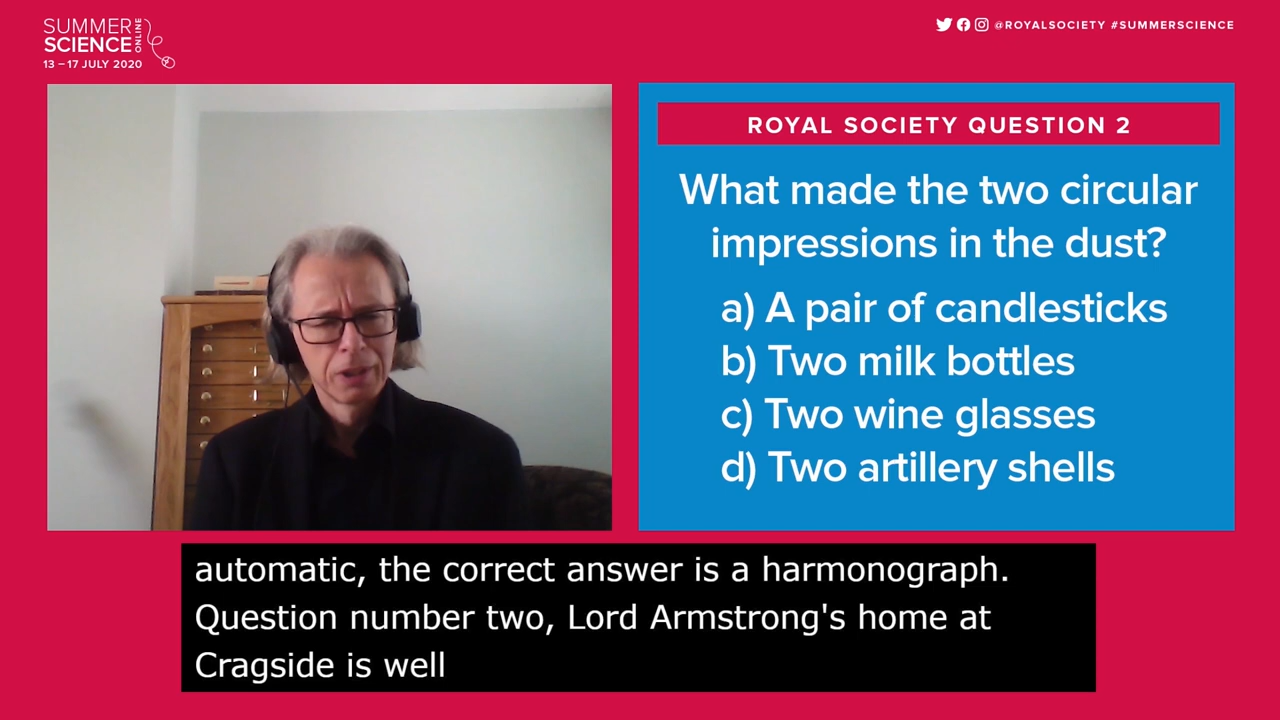 SUMMER
SCIENCE
ONLINE
13 – 17 JULY 2020
@ROYALSOCIETY #SUMMERSCIENCE
ROYAL SOCIETY QUESTION 2
What made the two circular
impressions in the dust?
a) A pair of candlesticks
b) Two milk bottles
c) Two wine glasses
d) Two artillery shells
automatic, the correct answer is a harmonograph.
Question number two, Lord Armstrong's home at
Cragside is well